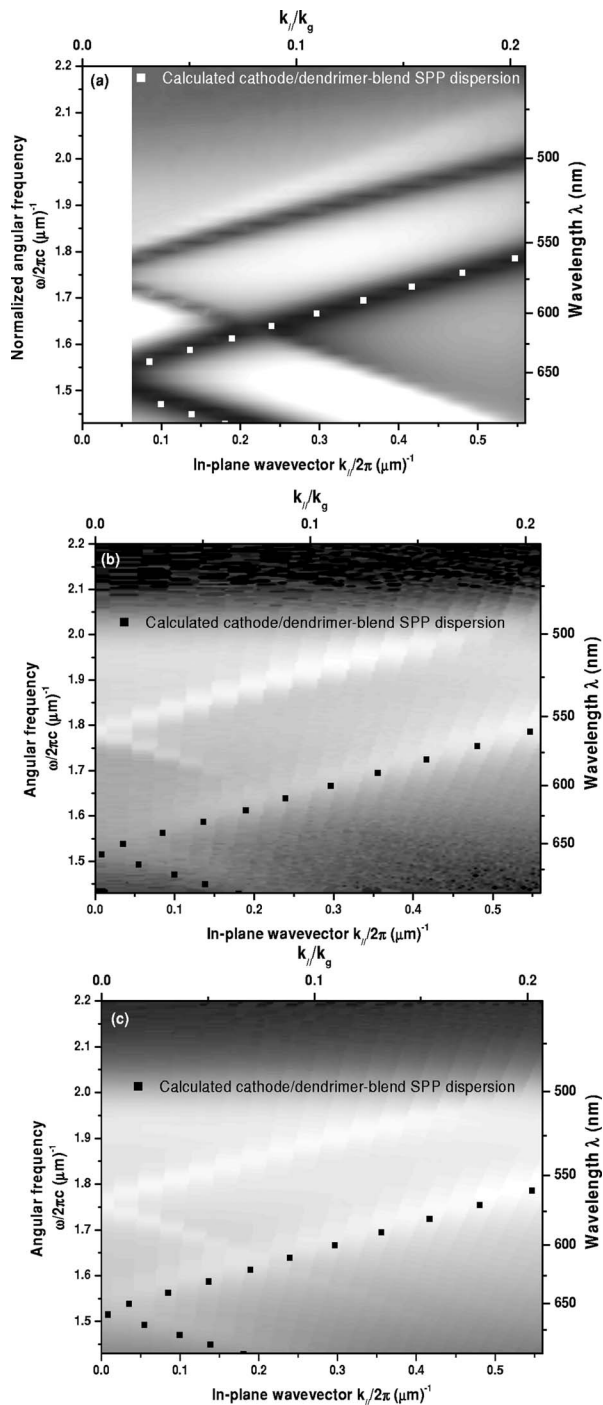 k///kg
0.0 0.1 0.2
2.2
2.1
2.0
1.9
1.8
1.7
1.6
1.5
(a)
Calculated cathode/dendrimer-blend SPP dispersion
500
550
600
650
Normalized angular frequency
ω/2πc (μm)-1
Wavelength λ (nm)
0.0 0.1 0.2 0.3 0.4 0.5
In-plane wavevector k///2π (μm)-1
k///kg
0.0 0.1 0.2
2.2
2.1
2.0
1.9
1.8
1.7
1.6
1.5
(b)
Calculated cathode/dendrimer-blend SPP dispersion
500
550
600
650
Angular frequency
ω/2πc (μm)-1
Wavelength λ (nm)
0.0 0.1 0.2 0.3 0.4 0.5
In-plane wavevector k///2π (μm)-1
k///kg
0.0 0.1 0.2
2.2
2.1
2.0
1.9
1.8
1.7
1.6
1.5
(c)
Calculated cathode/dendrimer-blend SPP dispersion
500
550
600
650
Angular frequency
ω/2πc (μm)-1
Wavelength λ (nm)
0.0 0.1 0.2 0.3 0.4 0.5
In-plane wavevector k///2π (μm)-1